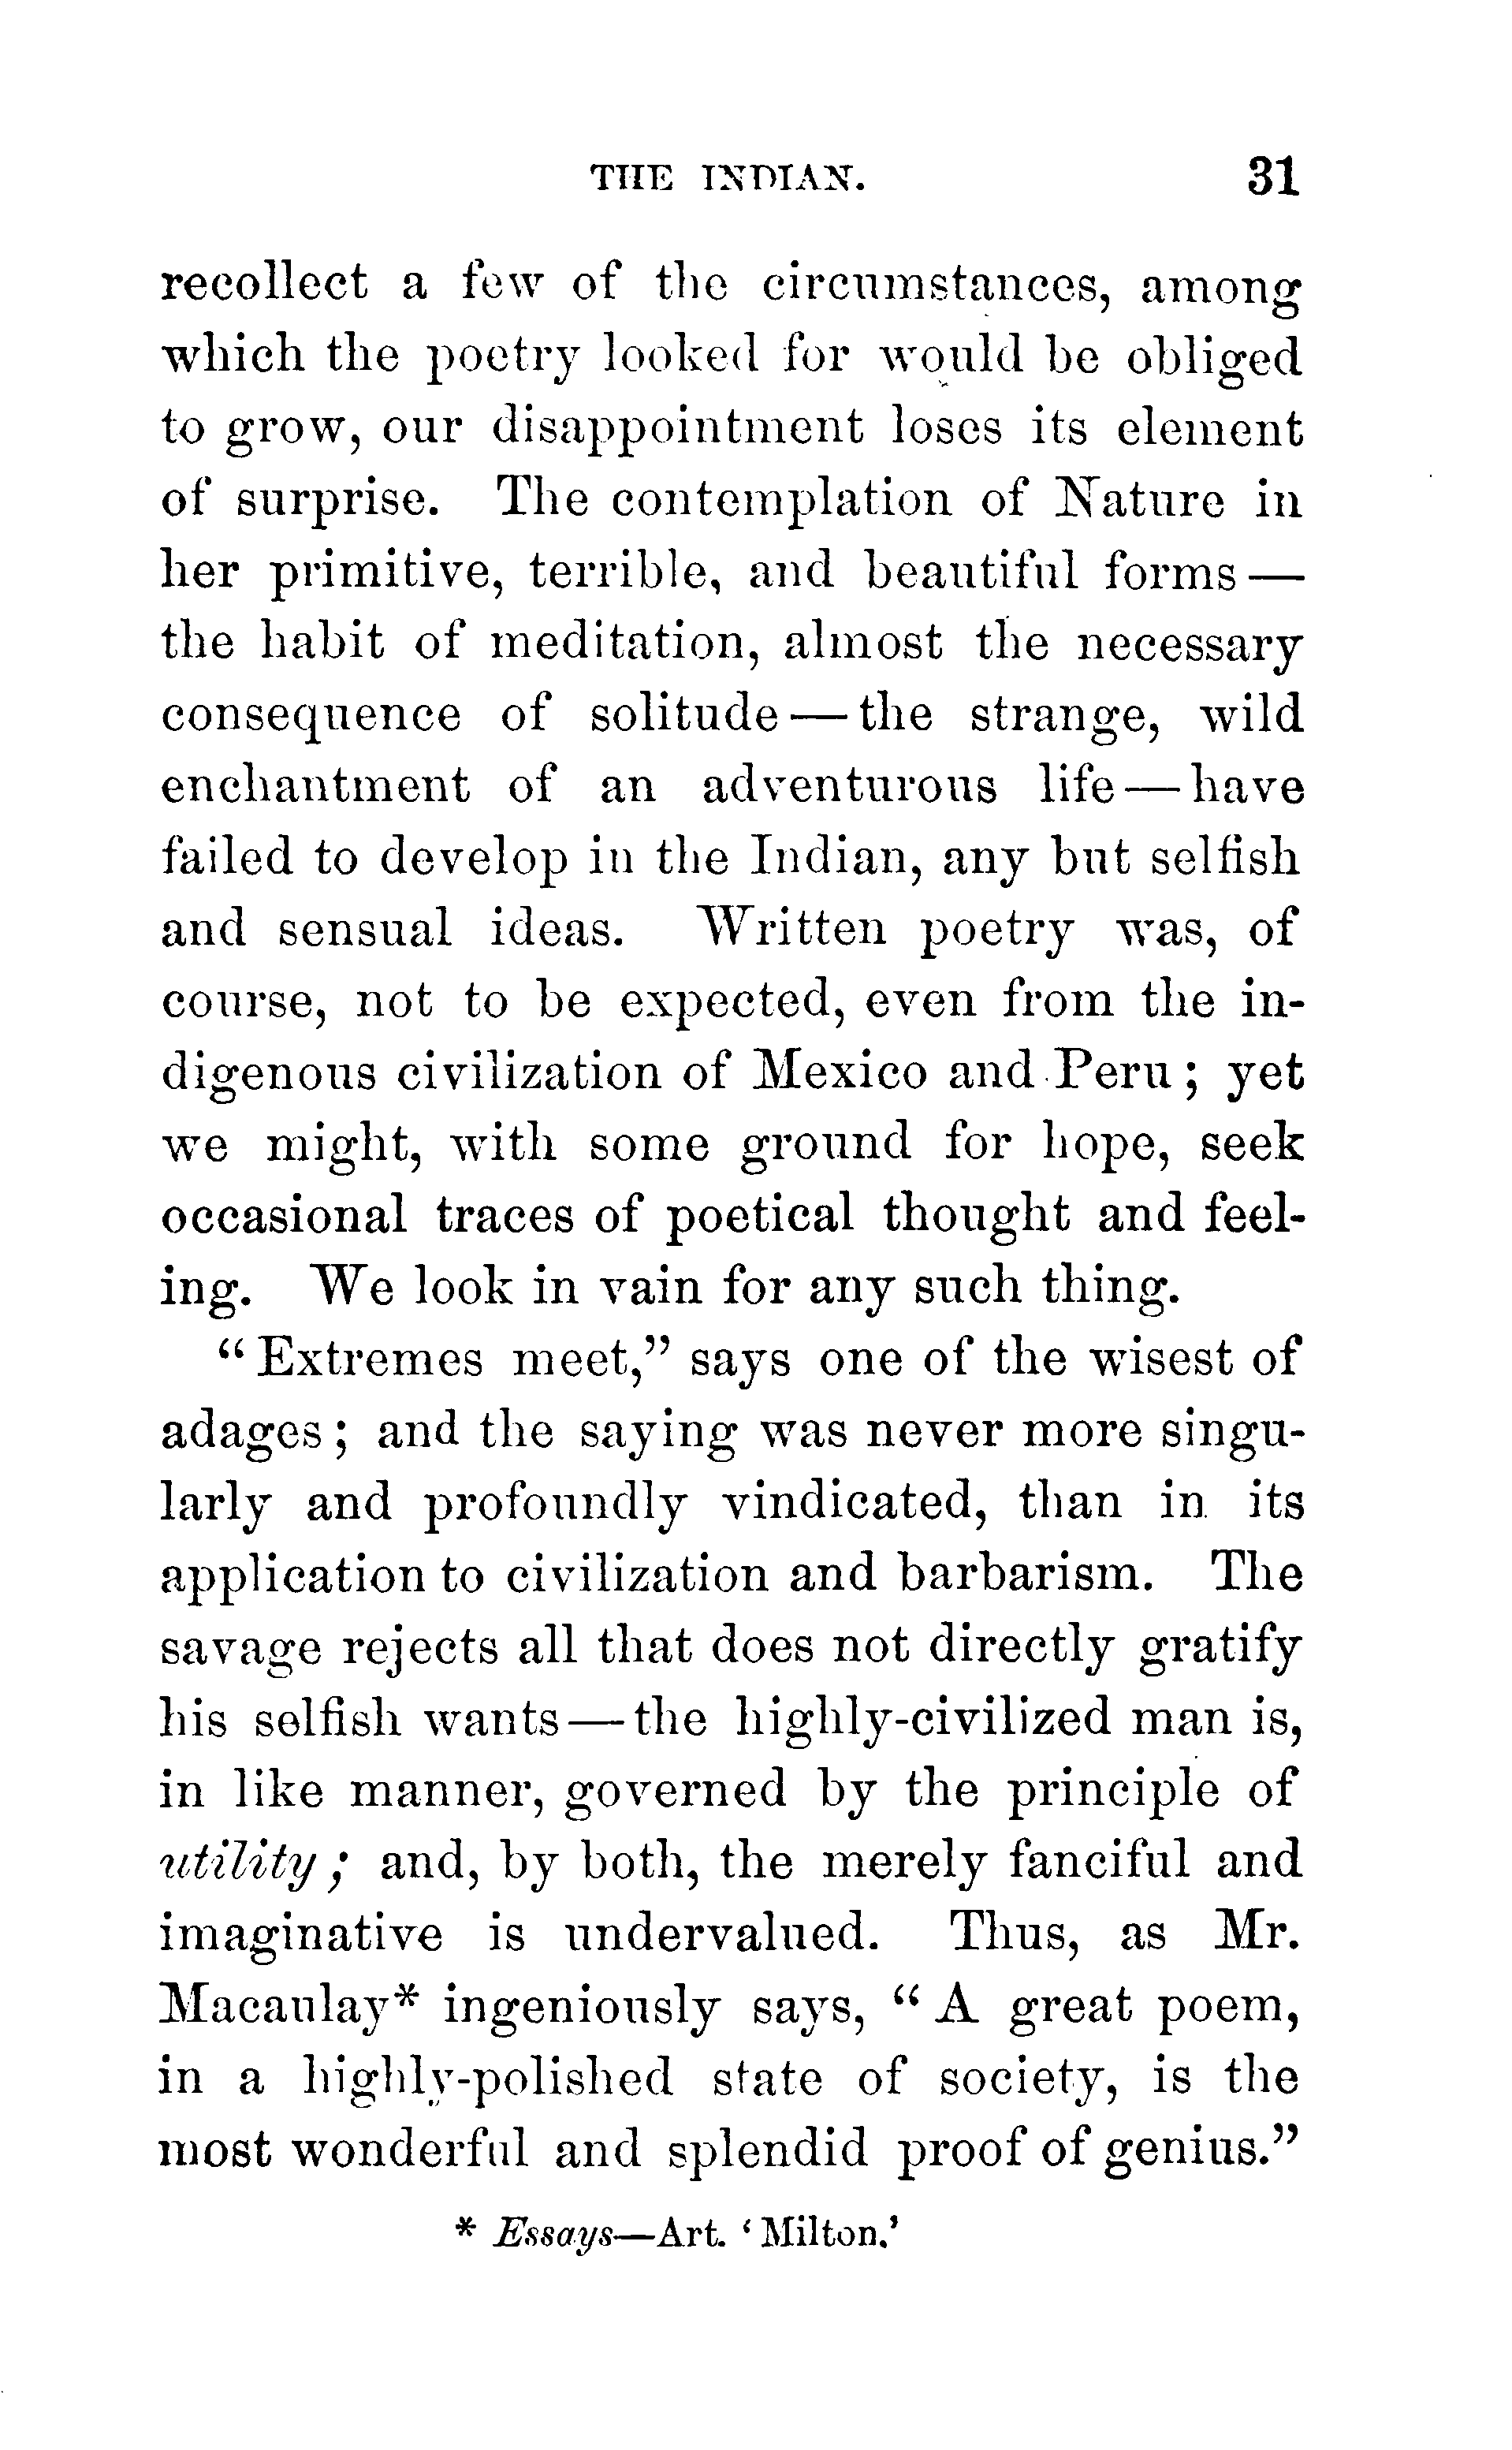 THE INDIAN. 31
recollect a few of the circumstances, among
which the poetry looked for would be obliged
to grow, our disappointment loses its element
of surprise. The contemplation of Nature in
her primitive, terrible, and beautiful forms —
the habit of meditation, almost the necessary
consequence of solitude — the strange, wild
enchantment of an adventurous life — have
failed to develop in the Indian, any but selfish
and sensual ideas. Written poetry was, of
course, not to be expected, even from the in-
digenous civilization of Mexico and Peru; yet
we might, with some ground for hope, seek
occasional traces of poetical thought and feel-
ing. We look in vain for any such thing.
"Extremes meet," says one of the wisest of
adages; and the saying was never more singu-
larly and profoundly vindicated, than in its
application to civilization and barbarism. The
savage rejects all that does not directly gratify
his selfish wants — the highly-civilized man is,
in like manner, governed by the principle of
utility; and, by both, the merely fanciful and
imaginative is undervalued. Thus, as Mr.
Macaulay* ingeniously says, "A great poem,
in a highly-polished state of society, is the
most wonderful and splendid proof of genius."
* Essays—Art. 'Milton.'